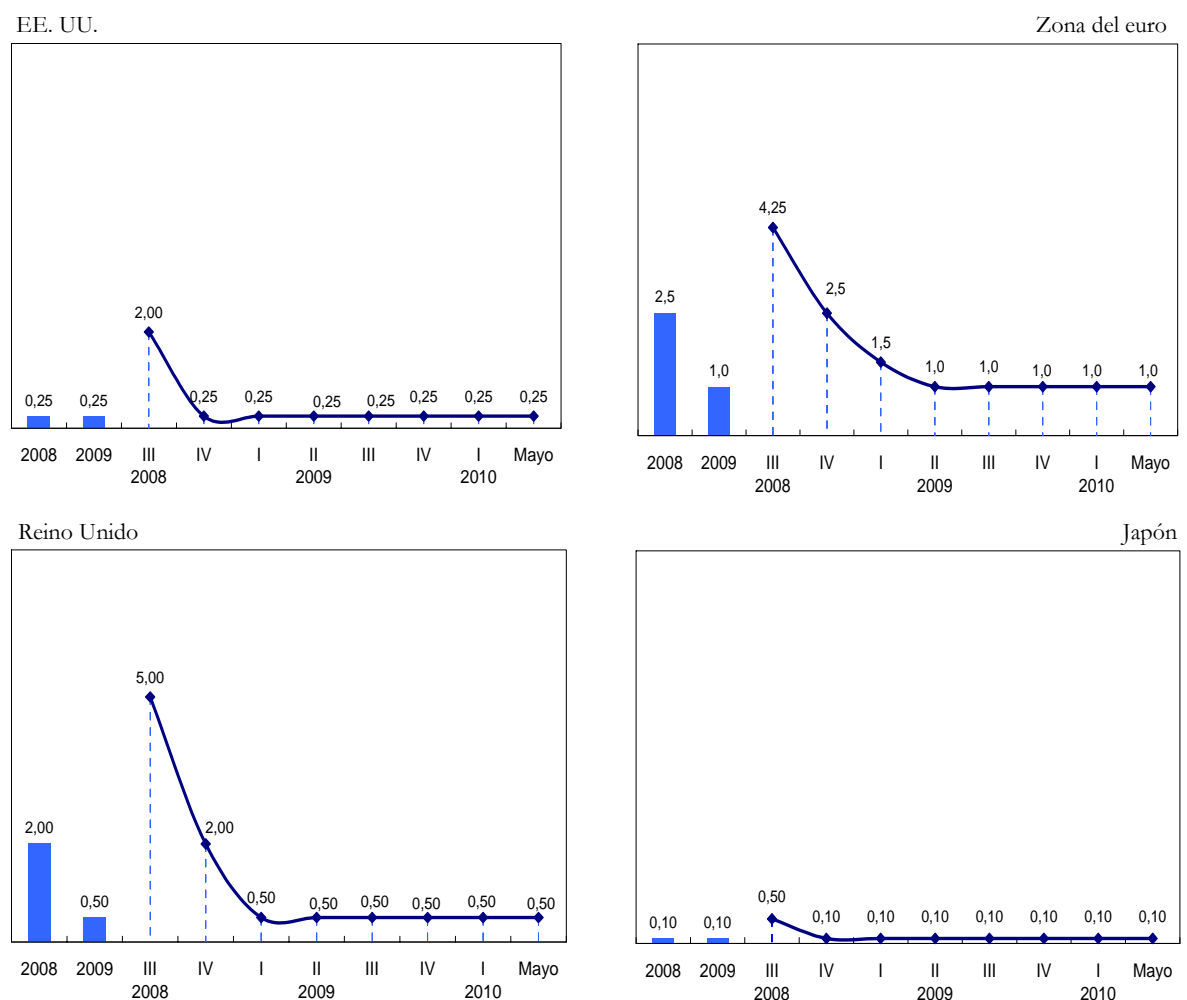 EE. UU.
2,00
0,25 0,25 0,25 0,25 0,25 0,25 0,25 0,25 0,25
2008 2009 III IV I II III IV I Mayo
2008 2009 2010
Zona del euro
4,25
2,5 2,5
1,5
1,0 1,0 1,0 1,0 1,0 1,0
2008 2009 III IV I II III IV I Mayo
2008 2009 2010
Reino Unido
5,00
2,00 2,00
0,50 0,50 0,50 0,50 0,50 0,50 0,50
2008 2009 III IV I II III IV I Mayo
2008 2009 2010
Japón
0,50
0,10 0,10 0,10 0,10 0,10 0,10 0,10 0,10 0,10
2008 2009 III IV I II III IV I Mayo
2008 2009 2010